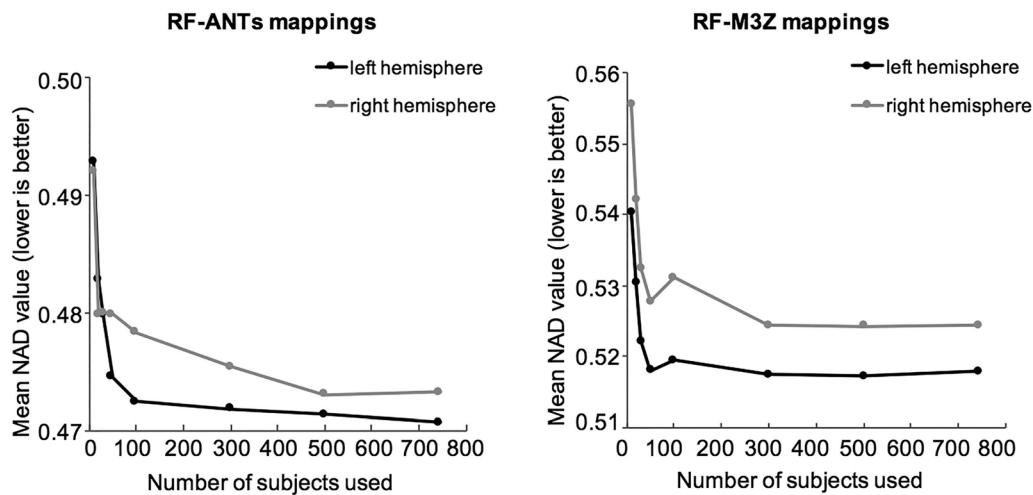 RF-ANTs mappings
left hemisphere
right hemisphere
Mean NAD value (lower is better)
0.50
0.49
0.48
0.47
0 100 200 300 400 500 600 700 800
Number of subjects used
RF-M3Z mappings
left hemisphere
right hemisphere
Mean NAD value (lower is better)
0.56
0.55
0.54
0.53
0.52
0.51
0 100 200 300 400 500 600 700 800
Number of subjects used